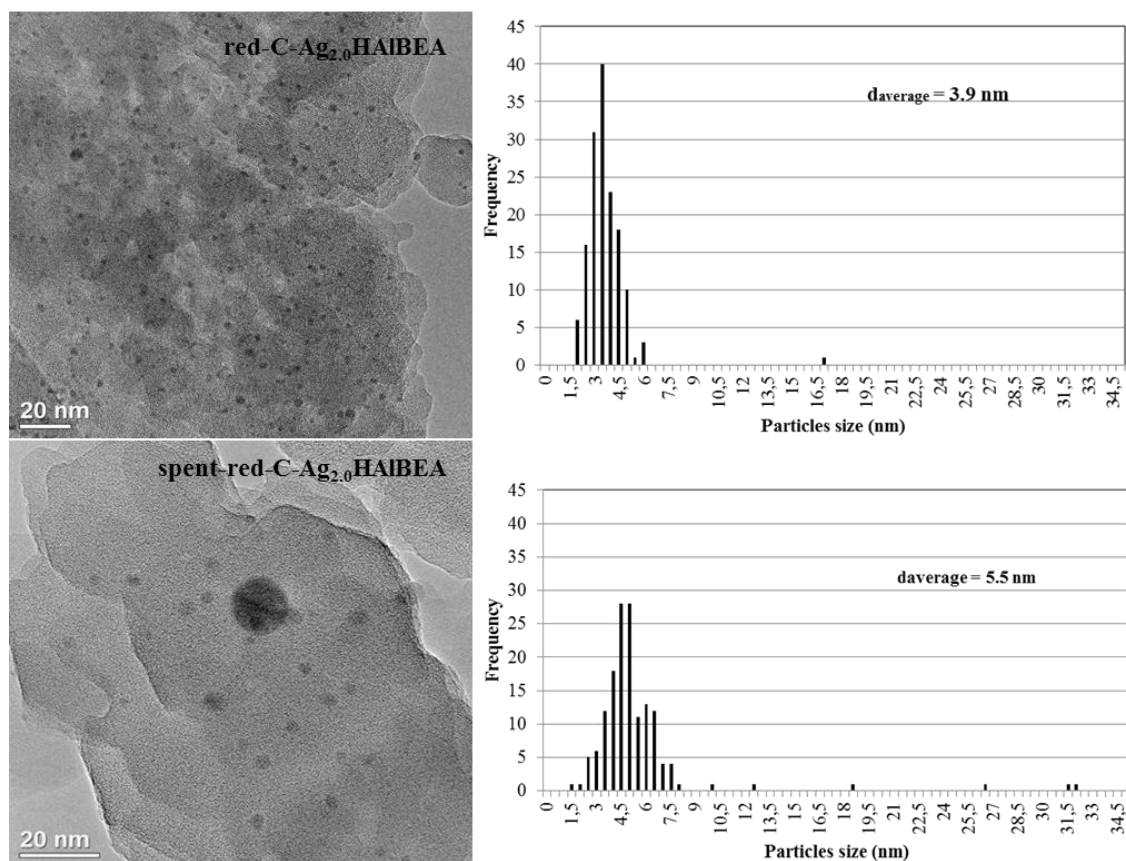 red-C-Ag₂.₀HAlBEA
20 nm
45
40
35
30
25
20
15
10
5
0
Frequency
daverage = 3.9 nm
0 1,5 3 4,5 6 7,5 9 10,5 12 13,5 15 16,5 18 19,5 21 22,5 24 25,5 27 28,5 30 31,5 33 34,5
Particles size (nm)
spent-red-C-Ag₂.₀HAlBEA
20 nm
45
40
35
30
25
20
15
10
5
0
Frequency
daverage = 5.5 nm
0 1,5 3 4,5 6 7,5 9 10,5 12 13,5 15 16,5 18 19,5 21 22,5 24 25,5 27 28,5 30 31,5 33 34,5
Particles size (nm)